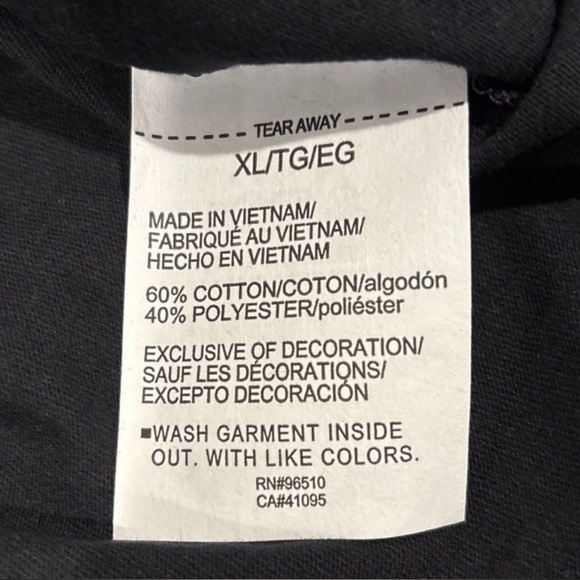 TEAR AWAY
XL/TG/EG
MADE IN VIETNAM/
FABRIQUÉ AU VIETNAM/
HECHO EN VIETNAM
60% COTTON/COTON/algodón
40% POLYESTER/poliéster
EXCLUSIVE OF DECORATION/
SAUF LES DÉCORATIONS/
EXCEPTO DECORACIÓN
■WASH GARMENT INSIDE
OUT. WITH LIKE COLORS.
RN#96510
CA#41095